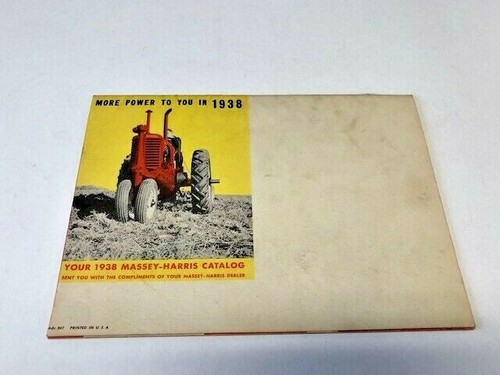 MORE POWER TO YOU IN 1938
YOUR 1938 MASSEY-HARRIS CATALOG
SENT YOU WITH THE COMPLIMENTS OF YOUR MASSEY-HARRIS DEALER
PRINTED IN U.S.A